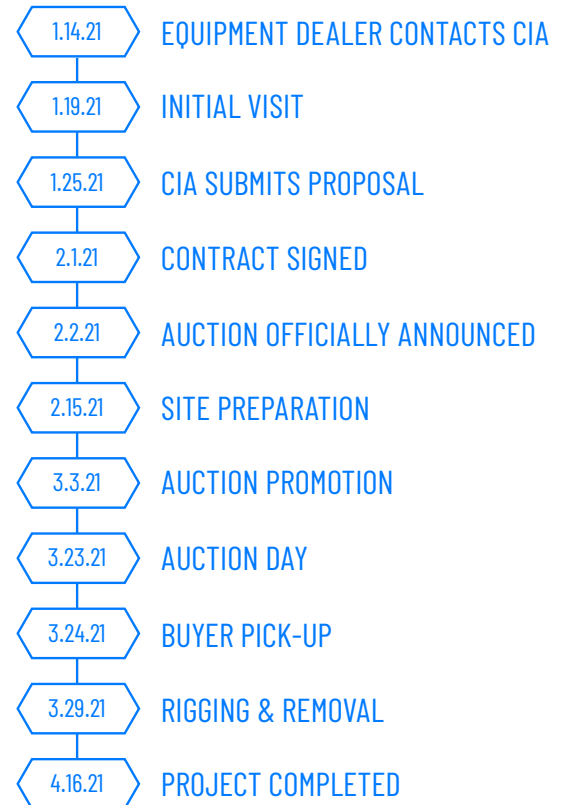 1.14.21 EQUIPMENT DEALER CONTACTS CIA
1.19.21 INITIAL VISIT
1.25.21 CIA SUBMITS PROPOSAL
2.1.21 CONTRACT SIGNED
2.2.21 AUCTION OFFICIALLY ANNOUNCED
2.15.21 SITE PREPARATION
3.3.21 AUCTION PROMOTION
3.23.21 AUCTION DAY
3.24.21 BUYER PICK-UP
3.29.21 RIGGING & REMOVAL
4.16.21 PROJECT COMPLETED